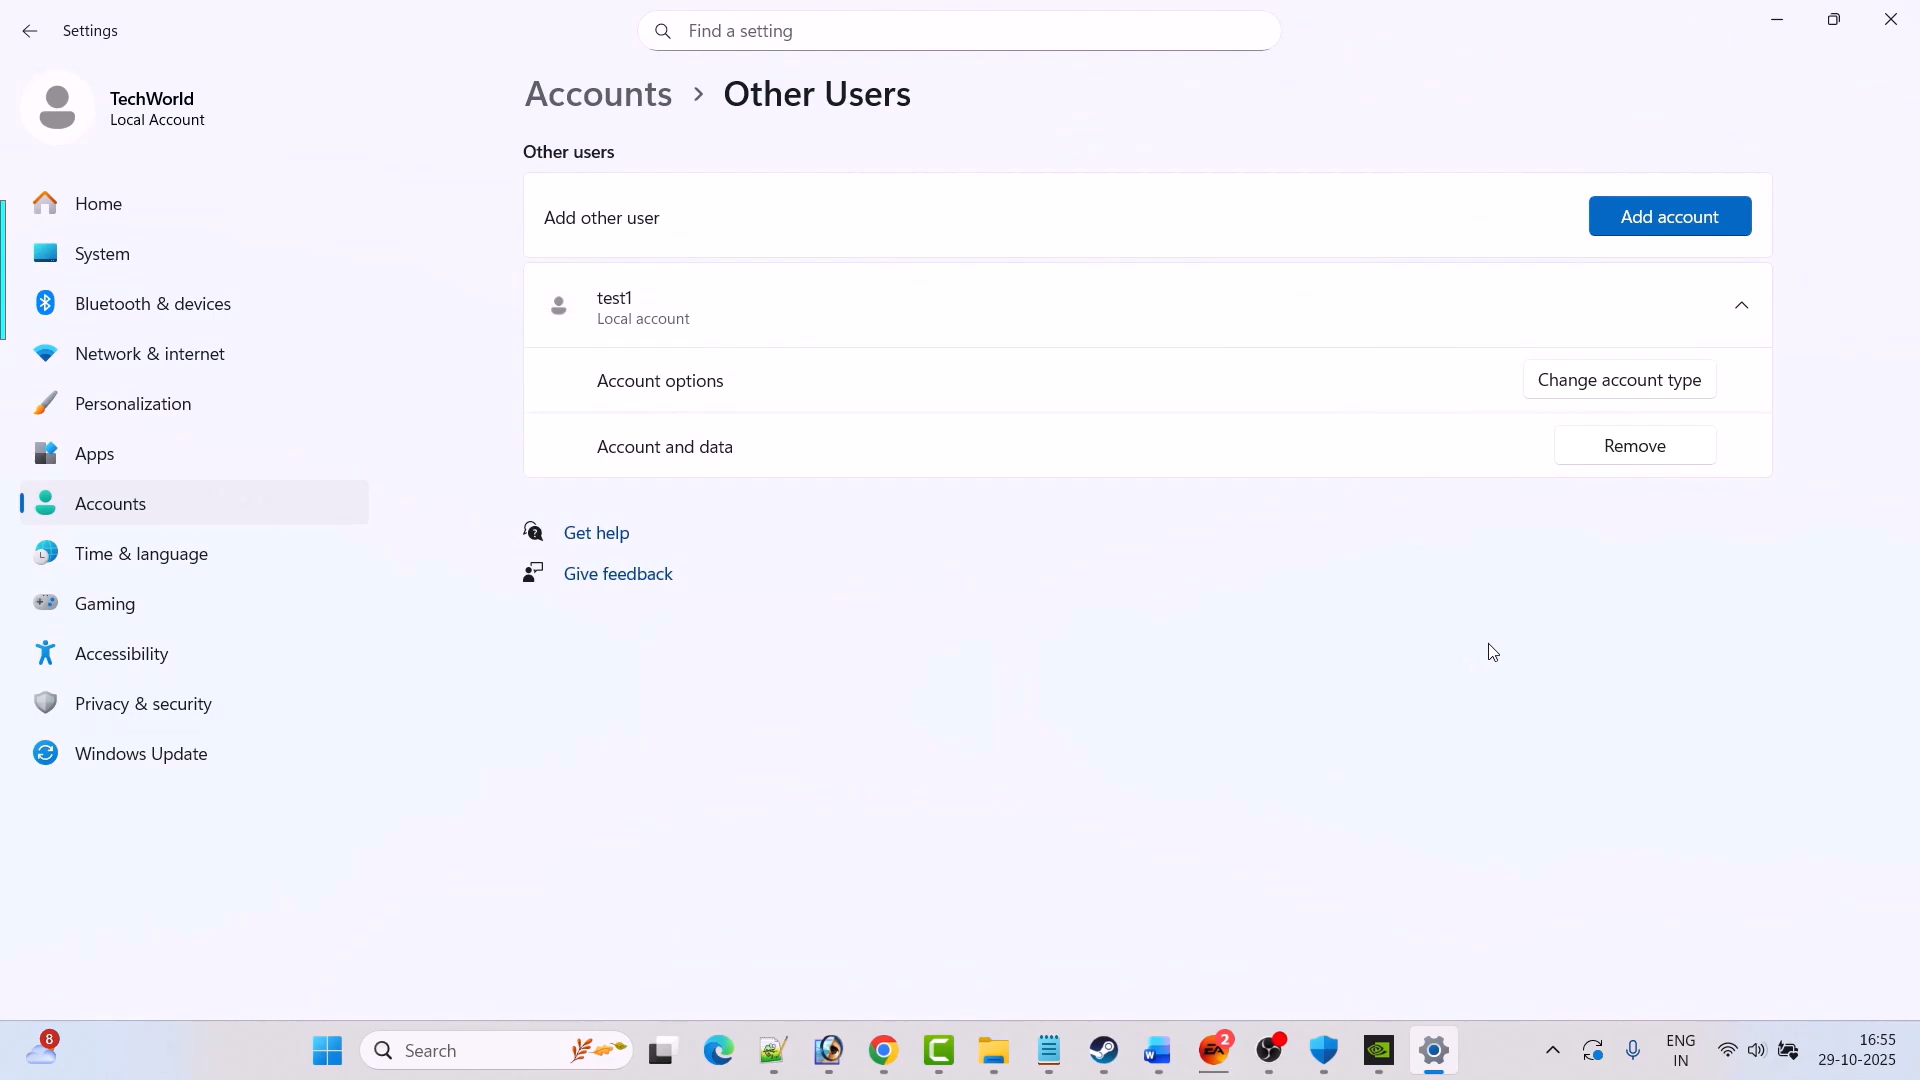 Settings
Find a setting
TechWorld
Local Account
Home
System
Bluetooth & devices
Network & internet
Personalization
Apps
Accounts
Time & language
Gaming
Accessibility
Privacy & security
Windows Update
Accounts > Other Users
Other users
Add other user
Add account
test1
Local account
Account options
Change account type
Account and data
Remove
Get help
Give feedback
8
Search
W
EA
2
ENG
IN
16:55
29-10-2025